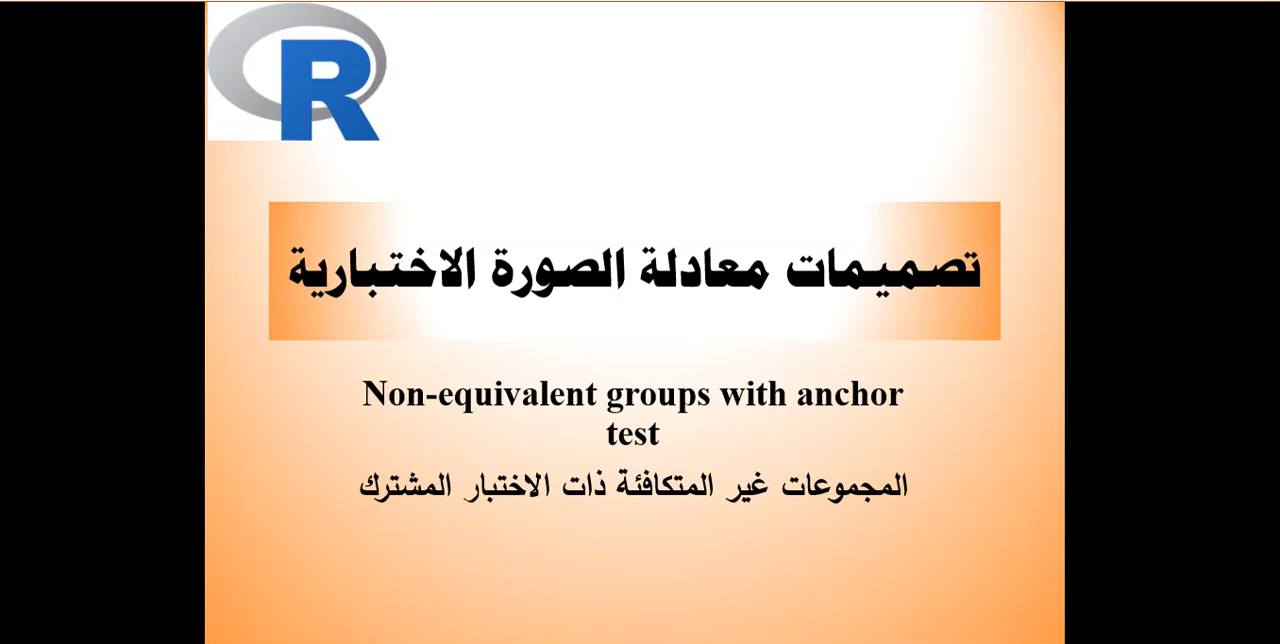 R
تصميمات معادلة الصورة الاختبارية
Non-equivalent groups with anchor
test
المجموعات غير المتكافئة ذات الاختبار المشترك